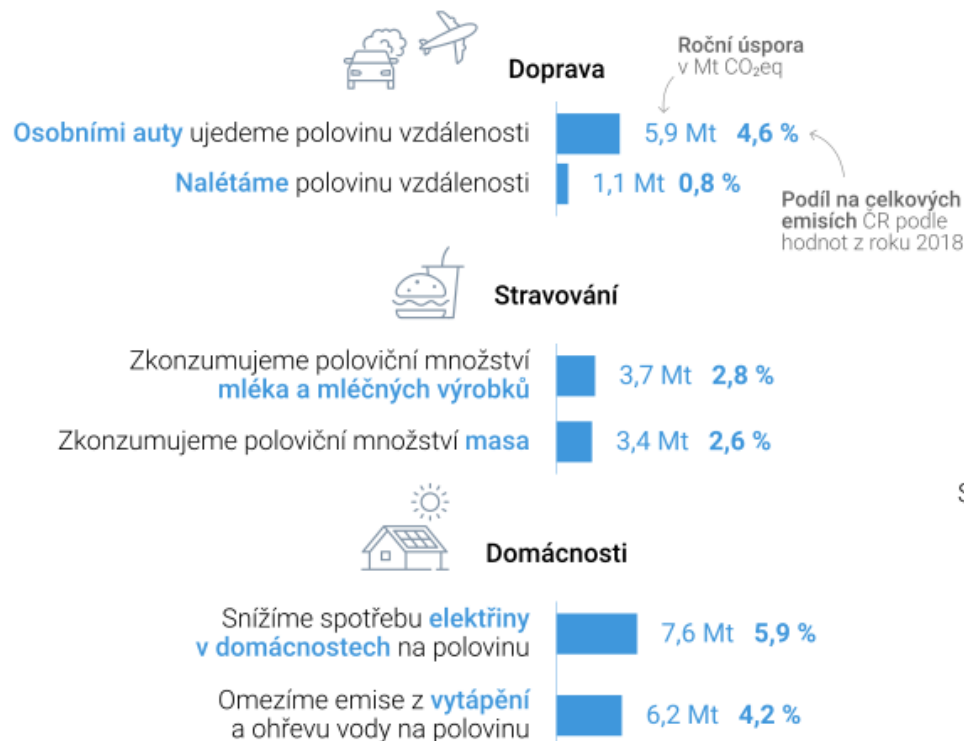 Doprava
Roční úspora
v Mt CO₂eq
Osobními auty ujedeme polovinu vzdálenosti
5,9 Mt 4,6 %
Nalétáme polovinu vzdálenosti
1,1 Mt 0,8 %
Podíl na celkových
emisích ČR podle
hodnot z roku 2018
Stravování
Zkonzumujeme poloviční množství
mléka a mléčných výrobků
3,7 Mt 2,8 %
Zkonzumujeme poloviční množství masa
3,4 Mt 2,6 %
Domácnosti
Snížíme spotřebu elektřiny
v domácnostech na polovinu
7,6 Mt 5,9 %
Omezíme emise z vytápění
a ohřevu vody na polovinu
6,2 Mt 4,2 %